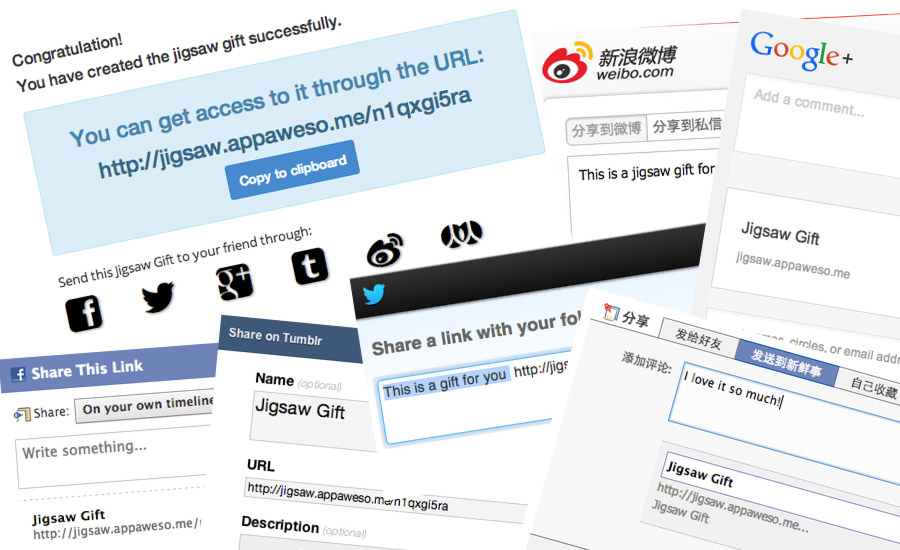 Congratulation!
You have created the jigsaw gift successfully.
You can get access to it through the URL:
http://jigsaw.appaweso.me/n1qxgi5ra
Copy to clipboard
Send this Jigsaw Gift to your friend through:
f
g+
t
新浪微博
weibo.com
分享到微博
分享到私信
This is a jigsaw gift for
Google+
Add a comment...
Jigsaw Gift
jigsaw.appaweso.me
circles, or email addr
f Share This Link
Share:
On your own timeline
Write something...
Jigsaw Gift
http://jigsaw.appaweso.me/
Share on Tumblr
Name (optional)
Jigsaw Gift
URL
http://jigsaw.appaweso.me/n1qxgi5ra
Description (optional)
Share a link with your fol
This is a gift for you http://jigs
分享
发给好友
发送到新鲜事
自己收藏
添加评论:
I love it so much!
Jigsaw Gift
http://jigsaw.appaweso.me...
Jigsaw Gift